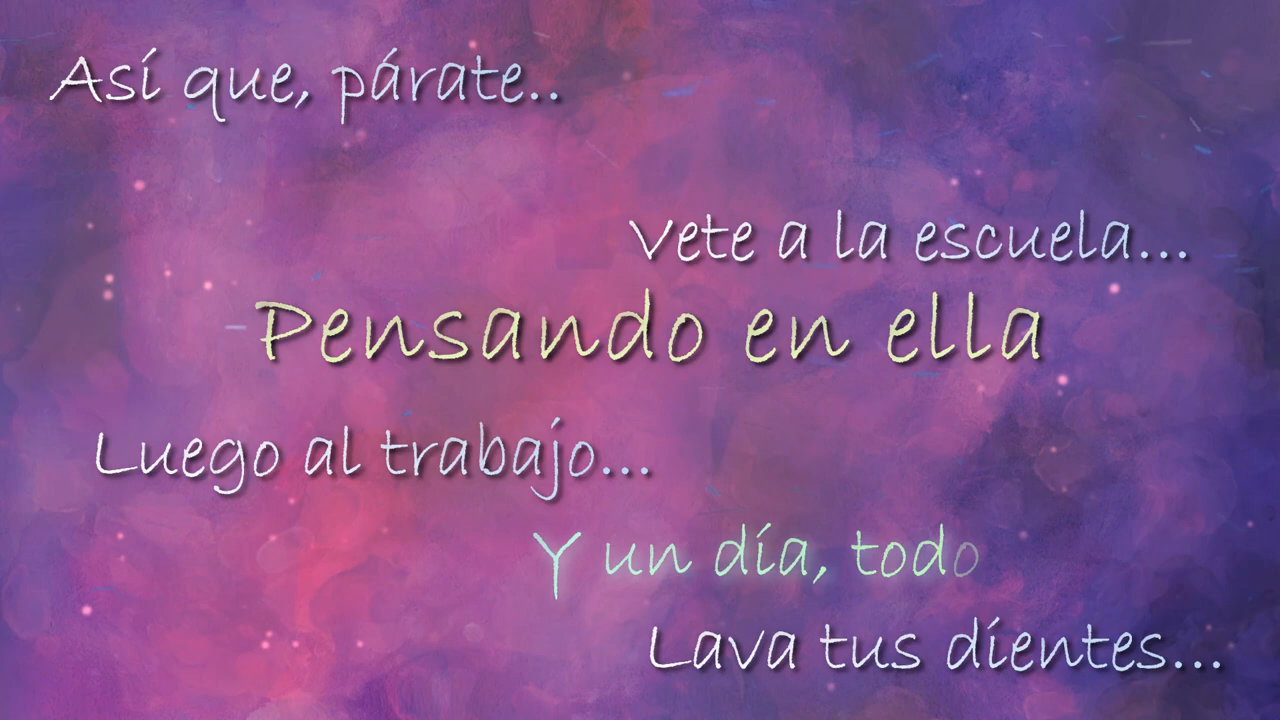 Así que, párate..
Vete a la escuela...
Pensando en ella
Luego al trabajo...
Y un día, todo
Lava tus dientes...